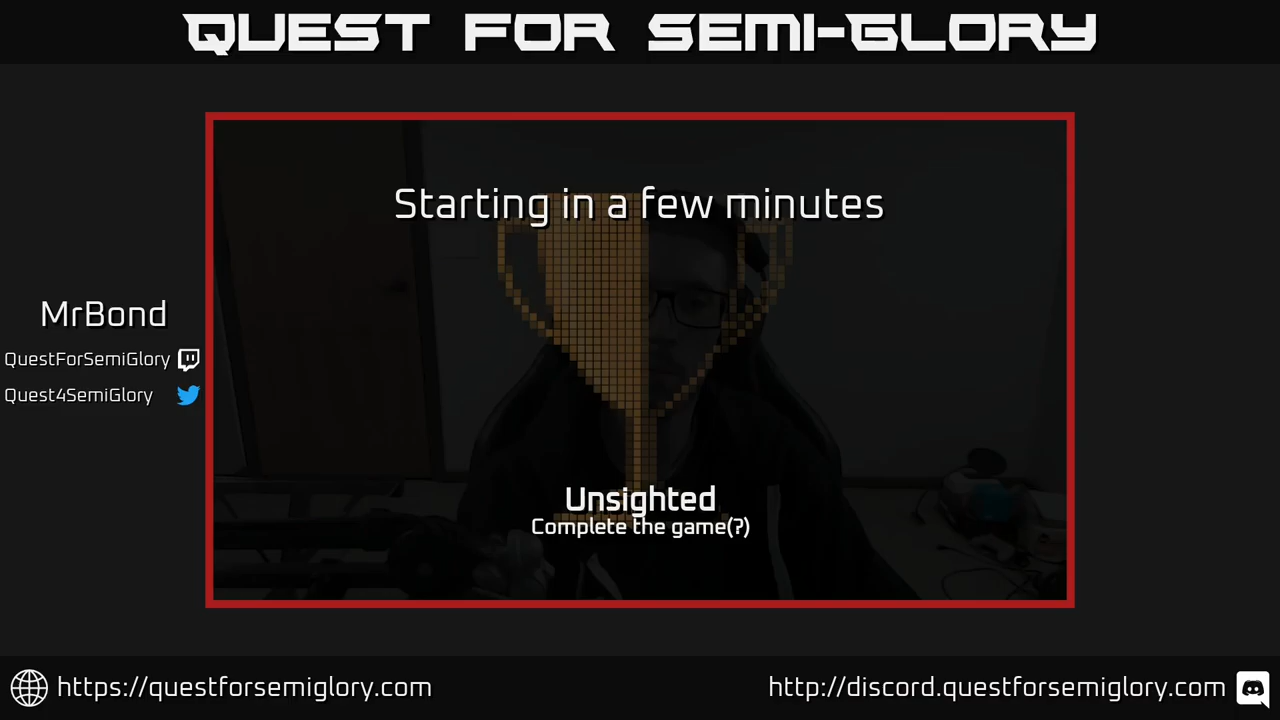 QUEST FOR SEMI-GLORY
Starting in a few minutes
MrBond
QuestForSemiGlory
Quest4SemiGlory
Unsighted
Complete the game(?)
https://questforsemiglory.com
http://discord.questforsemiglory.com